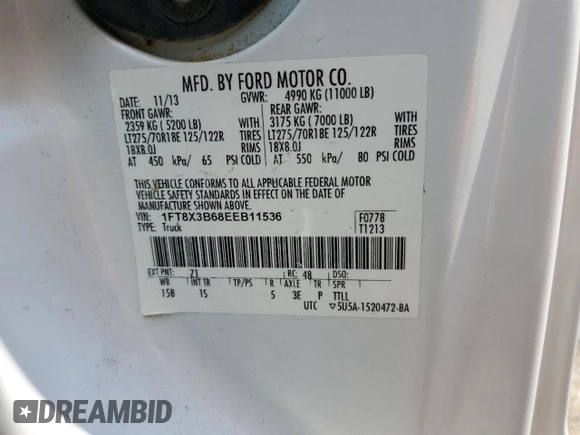 MFD. BY FORD MOTOR CO.
DATE: 11/13 GVWR: 4990 KG (11000 LB)
FRONT GAWR: REAR GAWR:
2359 KG (5200 LB) WITH 3175 KG (7000 LB) WITH
LT275/70R18E 125/122R TIRES LT275/70R18E 125/122R TIRES
18X8.0J RIMS 18X8.0J RIMS
AT 450 kPa/ 65 PSI COLD AT 550 kPa/ 80 PSI COLD
THIS VEHICLE CONFORMS TO ALL APPLICABLE FEDERAL MOTOR
VEHICLE SAFETY STANDARDS IN EFFECT ON THE DATE OF
MANUFACTURE SHOWN ABOVE.
VIN: 1FT8X3B68EEB11536 F0778
TYPE: Truck T1213
EXT PNT: Z1 RC: 48 DSO:
WB INT TR TP/PS R AXLE TR SPR
158 1S 5 3E P TTLL
UTC ▽5U5A-1520472-BA
DREAMBID